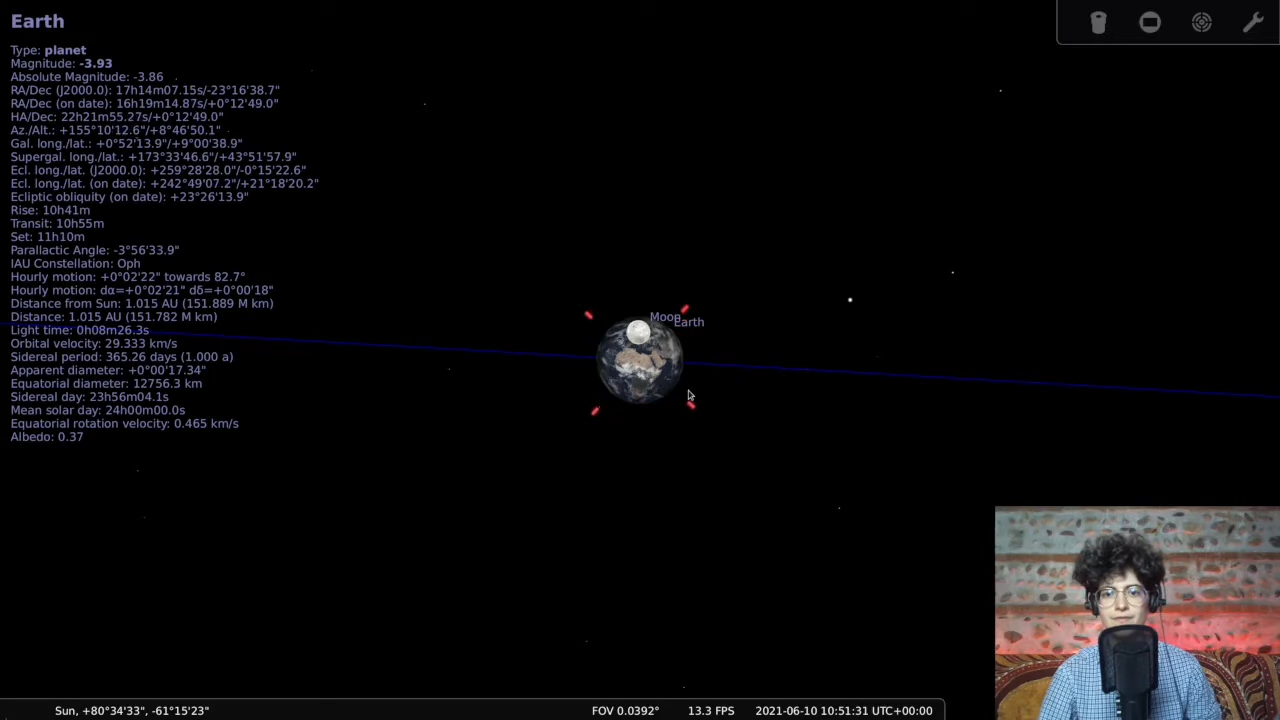 Earth
Type: planet
Magnitude: -3.93
Absolute Magnitude: -3.86
RA/Dec (J2000.0): 17h14m07.15s/-23°16'38.7"
RA/Dec (on date): 16h19m14.87s/+0°12'49.0"
HA/Dec: 22h21m55.27s/+0°12'49.0"
Az./Alt.: +155°10'12.6"/+8°46'50.1"
Gal. long./lat.: +0°52'13.9"/+9°00'38.9"
Supergal. long./lat.: +173°33'46.6"/+43°51'57.9"
Ecl. long./lat. (J2000.0): +259°28'28.0"/-0°15'22.6"
Ecl. long./lat. (on date): +242°49'07.2"/+21°18'20.2"
Ecliptic obliquity (on date): +23°26'13.9"
Rise: 10h41m
Transit: 10h55m
Set: 11h10m
Parallactic Angle: -3°56'33.9"
IAU Constellation: Oph
Hourly motion: +0°02'22" towards 82.7°
Hourly motion: dα=+0°02'21" dδ=+0°00'18"
Distance from Sun: 1.015 AU (151.889 M km)
Distance: 1.015 AU (151.782 M km)
Light time: 0h08m26.3s
Orbital velocity: 29.333 km/s
Sidereal period: 365.26 days (1.000 a)
Apparent diameter: +0°00'17.34"
Equatorial diameter: 12756.3 km
Sidereal day: 23h56m04.1s
Mean solar day: 24h00m00.0s
Equatorial rotation velocity: 0.465 km/s
Albedo: 0.37
Moon
Earth
Sun, +80°34'33", -61°15'23" FOV 0.0392° 13.3 FPS 2021-06-10 10:51:31 UTC+00:00